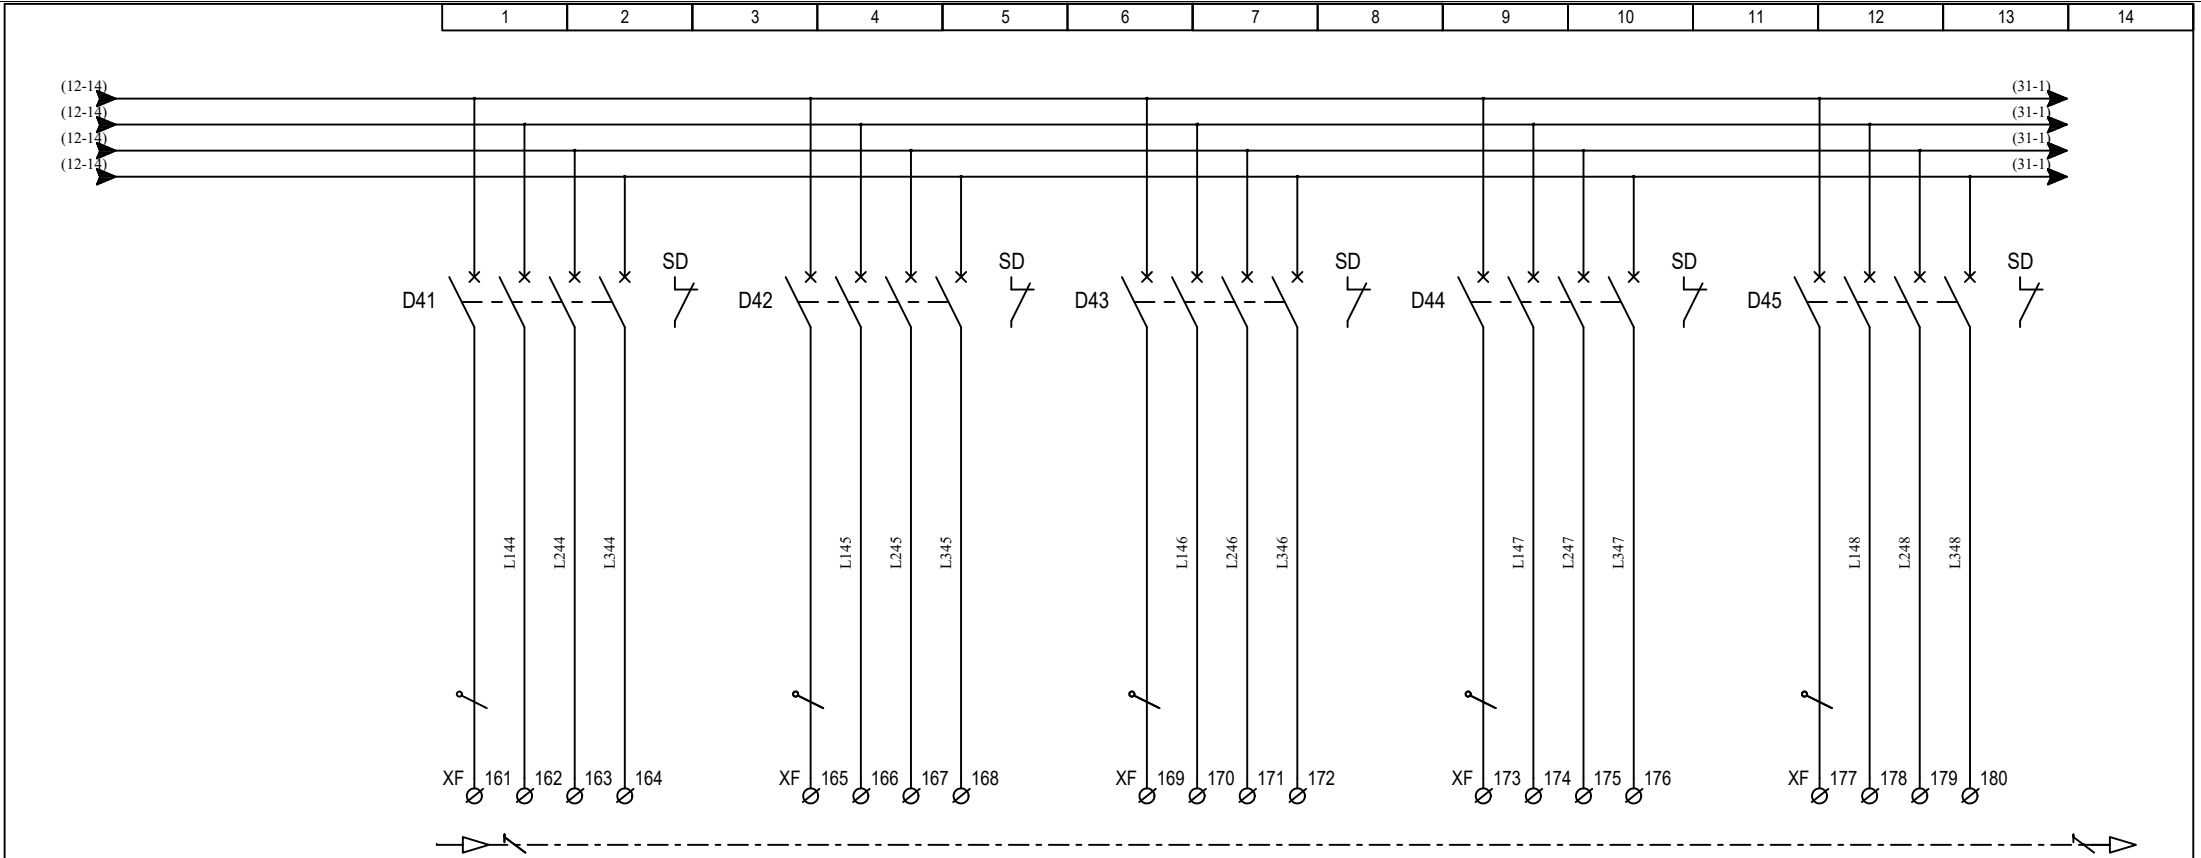 1 2 3 4 5 6 7 8 9 10 11 12 13 14
(12-14) (31-1)
(12-14) (31-1)
(12-14) (31-1)
(12-14) (31-1)
SD SD SD SD SD
D41 D42 D43 D44 D45
L144 L244 L344 L145 L245 L345 L146 L246 L346 L147 L247 L347 L148 L248 L348
XF 161 162 163 164 XF 165 166 167 168 XF 169 170 171 172 XF 173 174 175 176 XF 177 178 179 180